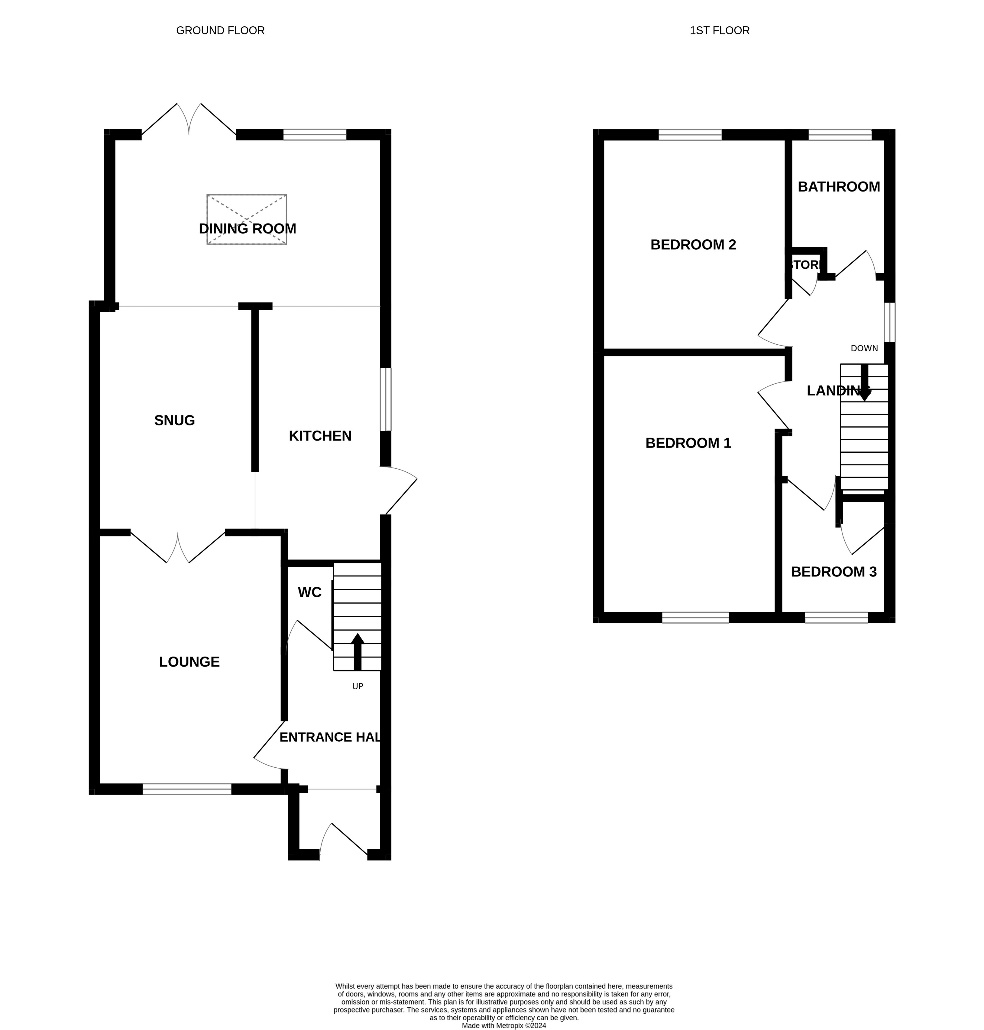 GROUND FLOOR
1ST FLOOR
DINING ROOM
SNUG
KITCHEN
WC
LOUNGE
UP
ENTRANCE HAL
BATHROOM
BEDROOM 2
STOR
DOWN
LANDING
BEDROOM 1
BEDROOM 3
Whilst every attempt has been made to ensure the accuracy of the floorplan contained here, measurements
of doors, windows, rooms and any other items are approximate and no responsibility is taken for any error,
omission or mis-statement. This plan is for illustrative purposes only and should be used as such by any
prospective purchaser. The services, systems and appliances shown have not been tested and no guarantee
as to their operability or efficiency can be given.
Made with Metropix ©2024